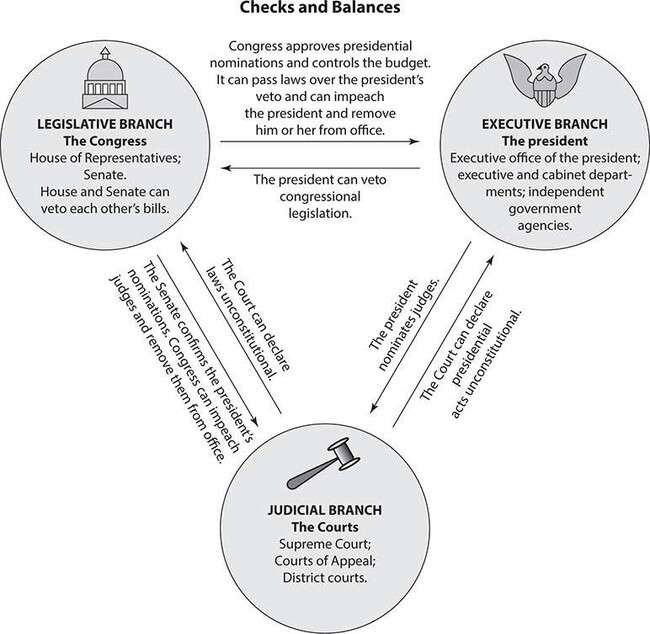 Checks and Balances
Congress approves presidential
nominations and controls the budget.
It can pass laws over the president's
veto and can impeach
the president and remove
him or her from office.
LEGISLATIVE BRANCH
The Congress
House of Representatives;
Senate.
House and Senate can
veto each other's bills.
EXECUTIVE BRANCH
The president
Executive office of the president;
executive and cabinet depart-
ments; independent
government
agencies.
The president can veto
congressional
legislation.
The Senate confirms the president's
nominations. Congress can impeach
judges and remove them from office.
The Court can declare
laws unconstitutional.
The president
nominates judges.
The Court can declare
presidential
acts unconstitutional.
JUDICIAL BRANCH
The Courts
Supreme Court;
Courts of Appeal;
District courts.